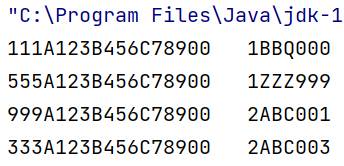 "C:\Program Files\Java\jdk-1
111A123B456C78900   1BBQ000
555A123B456C78900   1ZZZ999
999A123B456C78900   2ABC001
333A123B456C78900   2ABC003